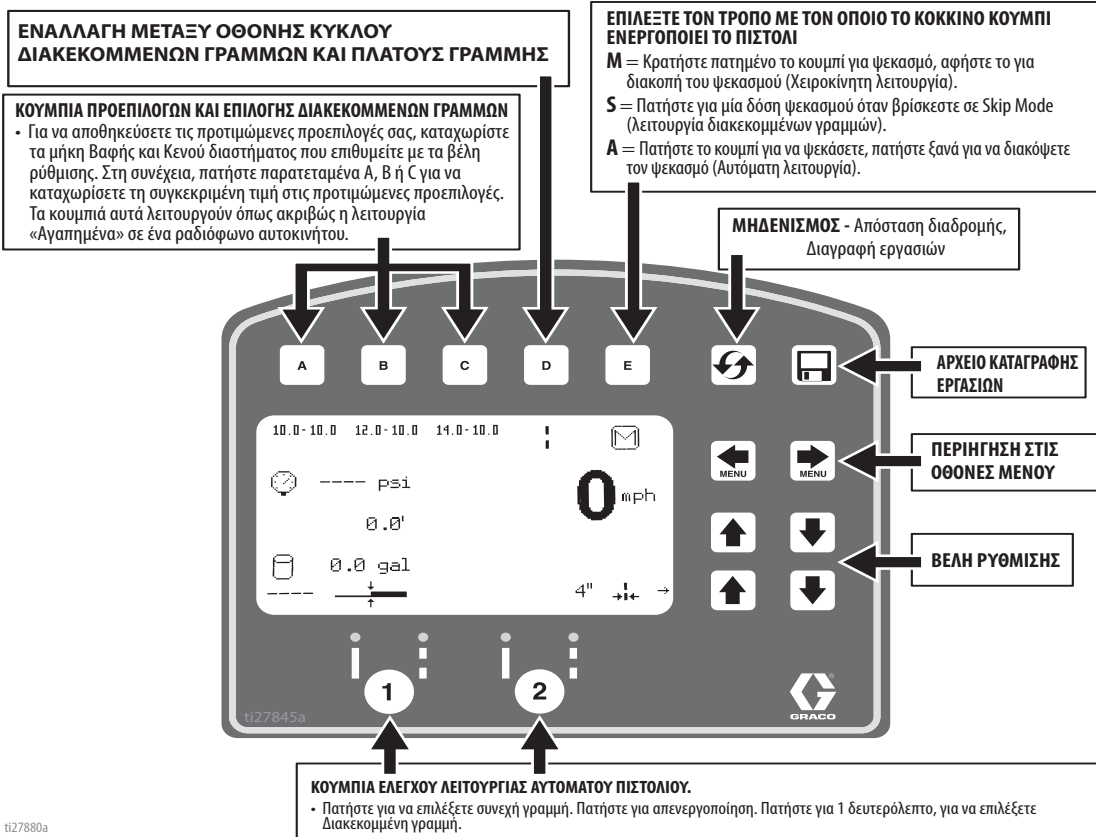 ΕΝΑΛΛΑΓΗ ΜΕΤΑΞΥ ΟΘΟΝΗΣ ΚΥΚΛΟΥ
ΔΙΑΚΕΚΟΜΜΕΝΩΝ ΓΡΑΜΜΩΝ ΚΑΙ ΠΛΑΤΟΥΣ ΓΡΑΜΜΗΣ
ΕΠΙΛΕΞΤΕ ΤΟΝ ΤΡΟΠΟ ΜΕ ΤΟΝ ΟΠΟΙΟ ΤΟ ΚΟΚΚΙΝΟ ΚΟΥΜΠΙ
ΕΝΕΡΓΟΠΟΙΕΙ ΤΟ ΠΙΣΤΟΛΙ
M = Κρατήστε πατημένο το κουμπί για ψεκασμό, αφήστε το για
διακοπή του ψεκασμού (Χειροκίνητη λειτουργία).
S = Πατήστε για μία δόση ψεκασμού όταν βρίσκεστε σε Skip Mode
(λειτουργία διακεκομμένων γραμμών).
A = Πατήστε το κουμπί για να ψεκάσετε, πατήστε ξανά για να διακόψετε
τον ψεκασμό (Αυτόματη λειτουργία).
ΚΟΥΜΠΙΑ ΠΡΟΕΠΙΛΟΓΩΝ ΚΑΙ ΕΠΙΛΟΓΗΣ ΔΙΑΚΕΚΟΜΜΕΝΩΝ ΓΡΑΜΜΩΝ
• Για να αποθηκεύσετε τις προτιμώμενες προεπιλογές σας, καταχωρίστε
τα μήκη Βαφής και Κενού διαστήματος που επιθυμείτε με τα βέλη
ρύθμισης. Στη συνέχεια, πατήστε παρατεταμένα A, B ή C για να
καταχωρίσετε τη συγκεκριμένη τιμή στις προτιμώμενες προεπιλογές.
Τα κουμπιά αυτά λειτουργούν όπως ακριβώς η λειτουργία
«Αγαπημένα» σε ένα ραδιόφωνο αυτοκινήτου.
ΜΗΔΕΝΙΣΜΟΣ - Απόσταση διαδρομής,
Διαγραφή εργασιών
A B C D E
ΑΡΧΕΙΟ ΚΑΤΑΓΡΑΦΗΣ
ΕΡΓΑΣΙΩΝ
10.0-10.0 12.0-10.0 14.0-10.0 M
MENU MENU
ΠΕΡΙΗΓΗΣΗ ΣΤΙΣ
ΟΘΟΝΕΣ ΜΕΝΟΥ
---- psi
0 mph
0.0'
ΒΕΛΗ ΡΥΘΜΙΣΗΣ
0.0 gal
----
4"
1 2
G
GRACO
ti27845a
ΚΟΥΜΠΙΑ ΕΛΕΓΧΟΥ ΛΕΙΤΟΥΡΓΙΑΣ ΑΥΤΟΜΑΤΟΥ ΠΙΣΤΟΛΙΟΥ.
• Πατήστε για να επιλέξετε συνεχή γραμμή. Πατήστε για απενεργοποίηση. Πατήστε για 1 δευτερόλεπτο, για να επιλέξετε
Διακεκομμένη γραμμή.
ti27880a